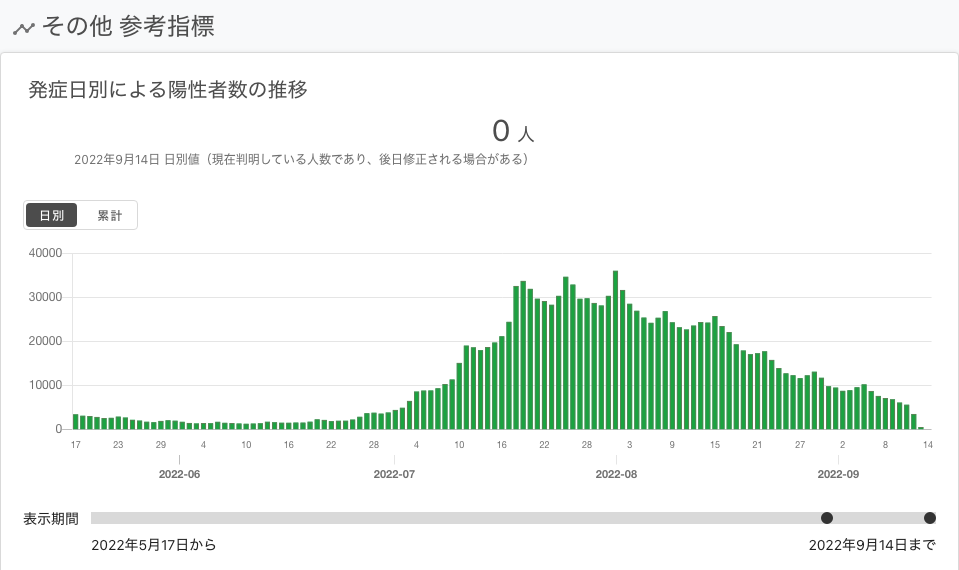 その他 参考指標
発症日別による陽性者数の推移
0 人
2022年9月14日 日別値（現在判明している人数であり、後日修正される場合がある）
日別 累計
40000
30000
20000
10000
0
17 23 29 4 10 16 22 28 4 10 16 22 28 3 9 15 21 27 2 8 14
2022-06 2022-07 2022-08 2022-09
表示期間
2022年5月17日から 2022年9月14日まで